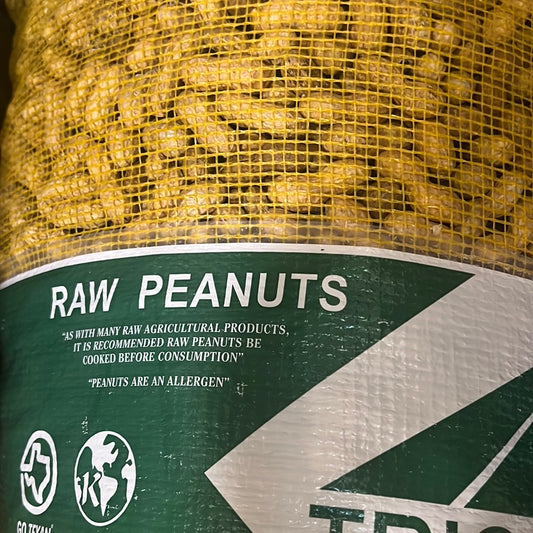 RAW PEANUTS
"AS WITH MANY RAW AGRICULTURAL PRODUCTS,
IT IS RECOMMENDED RAW PEANUTS BE
COOKED BEFORE CONSUMPTION"
"PEANUTS ARE AN ALLERGEN"
K
GO TEXAN